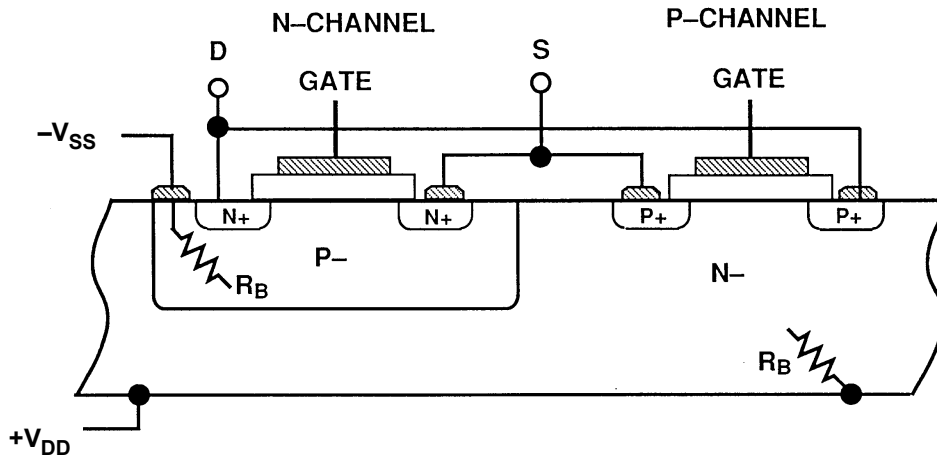 N–CHANNEL
P–CHANNEL
D
S
GATE
GATE
–VSS
N+
N+
P+
P+
P–
RB
N–
RB
+VDD